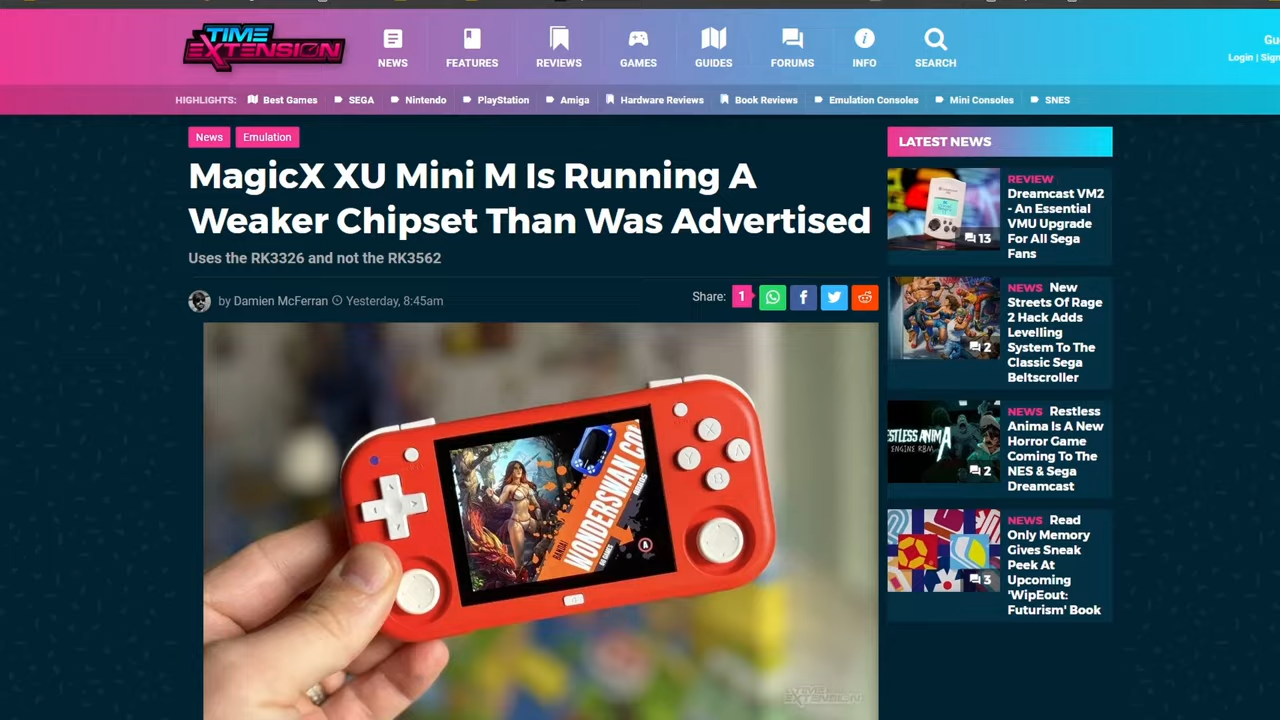 TIME
EXTENSION
NEWS
FEATURES
REVIEWS
GAMES
GUIDES
FORUMS
INFO
SEARCH
Login | Sign
HIGHLIGHTS:
Best Games
SEGA
Nintendo
PlayStation
Amiga
Hardware Reviews
Book Reviews
Emulation Consoles
Mini Consoles
SNES
News
Emulation
MagicX XU Mini M Is Running A
Weaker Chipset Than Was Advertised
Uses the RK3326 and not the RK3562
by Damien McFerran Yesterday, 8:45am
Share: 1
X
Y
A
B
WONDERSWAN CO
BANDAI
TIME
EXTENSION
LATEST NEWS
REVIEW
Dreamcast VM2
- An Essential
VMU Upgrade
For All Sega
Fans
13
NEWS New
Streets Of Rage
2 Hack Adds
Levelling
System To The
Classic Sega
Beltscroller
2
NEWS Restless
Anima Is A New
Horror Game
Coming To The
NES & Sega
Dreamcast
2
NEWS Read
Only Memory
Gives Sneak
Peek At
Upcoming
'WipEout:
Futurism' Book
3